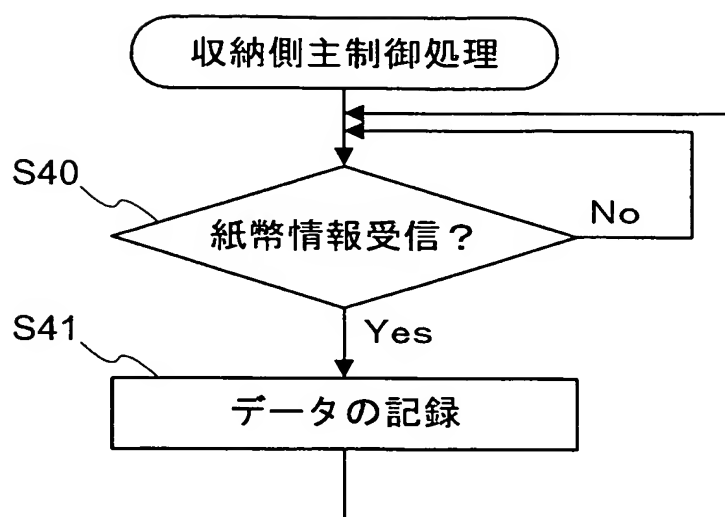 収納側主制御処理
S40
紙幣情報受信？
No
S41
Yes
データの記録